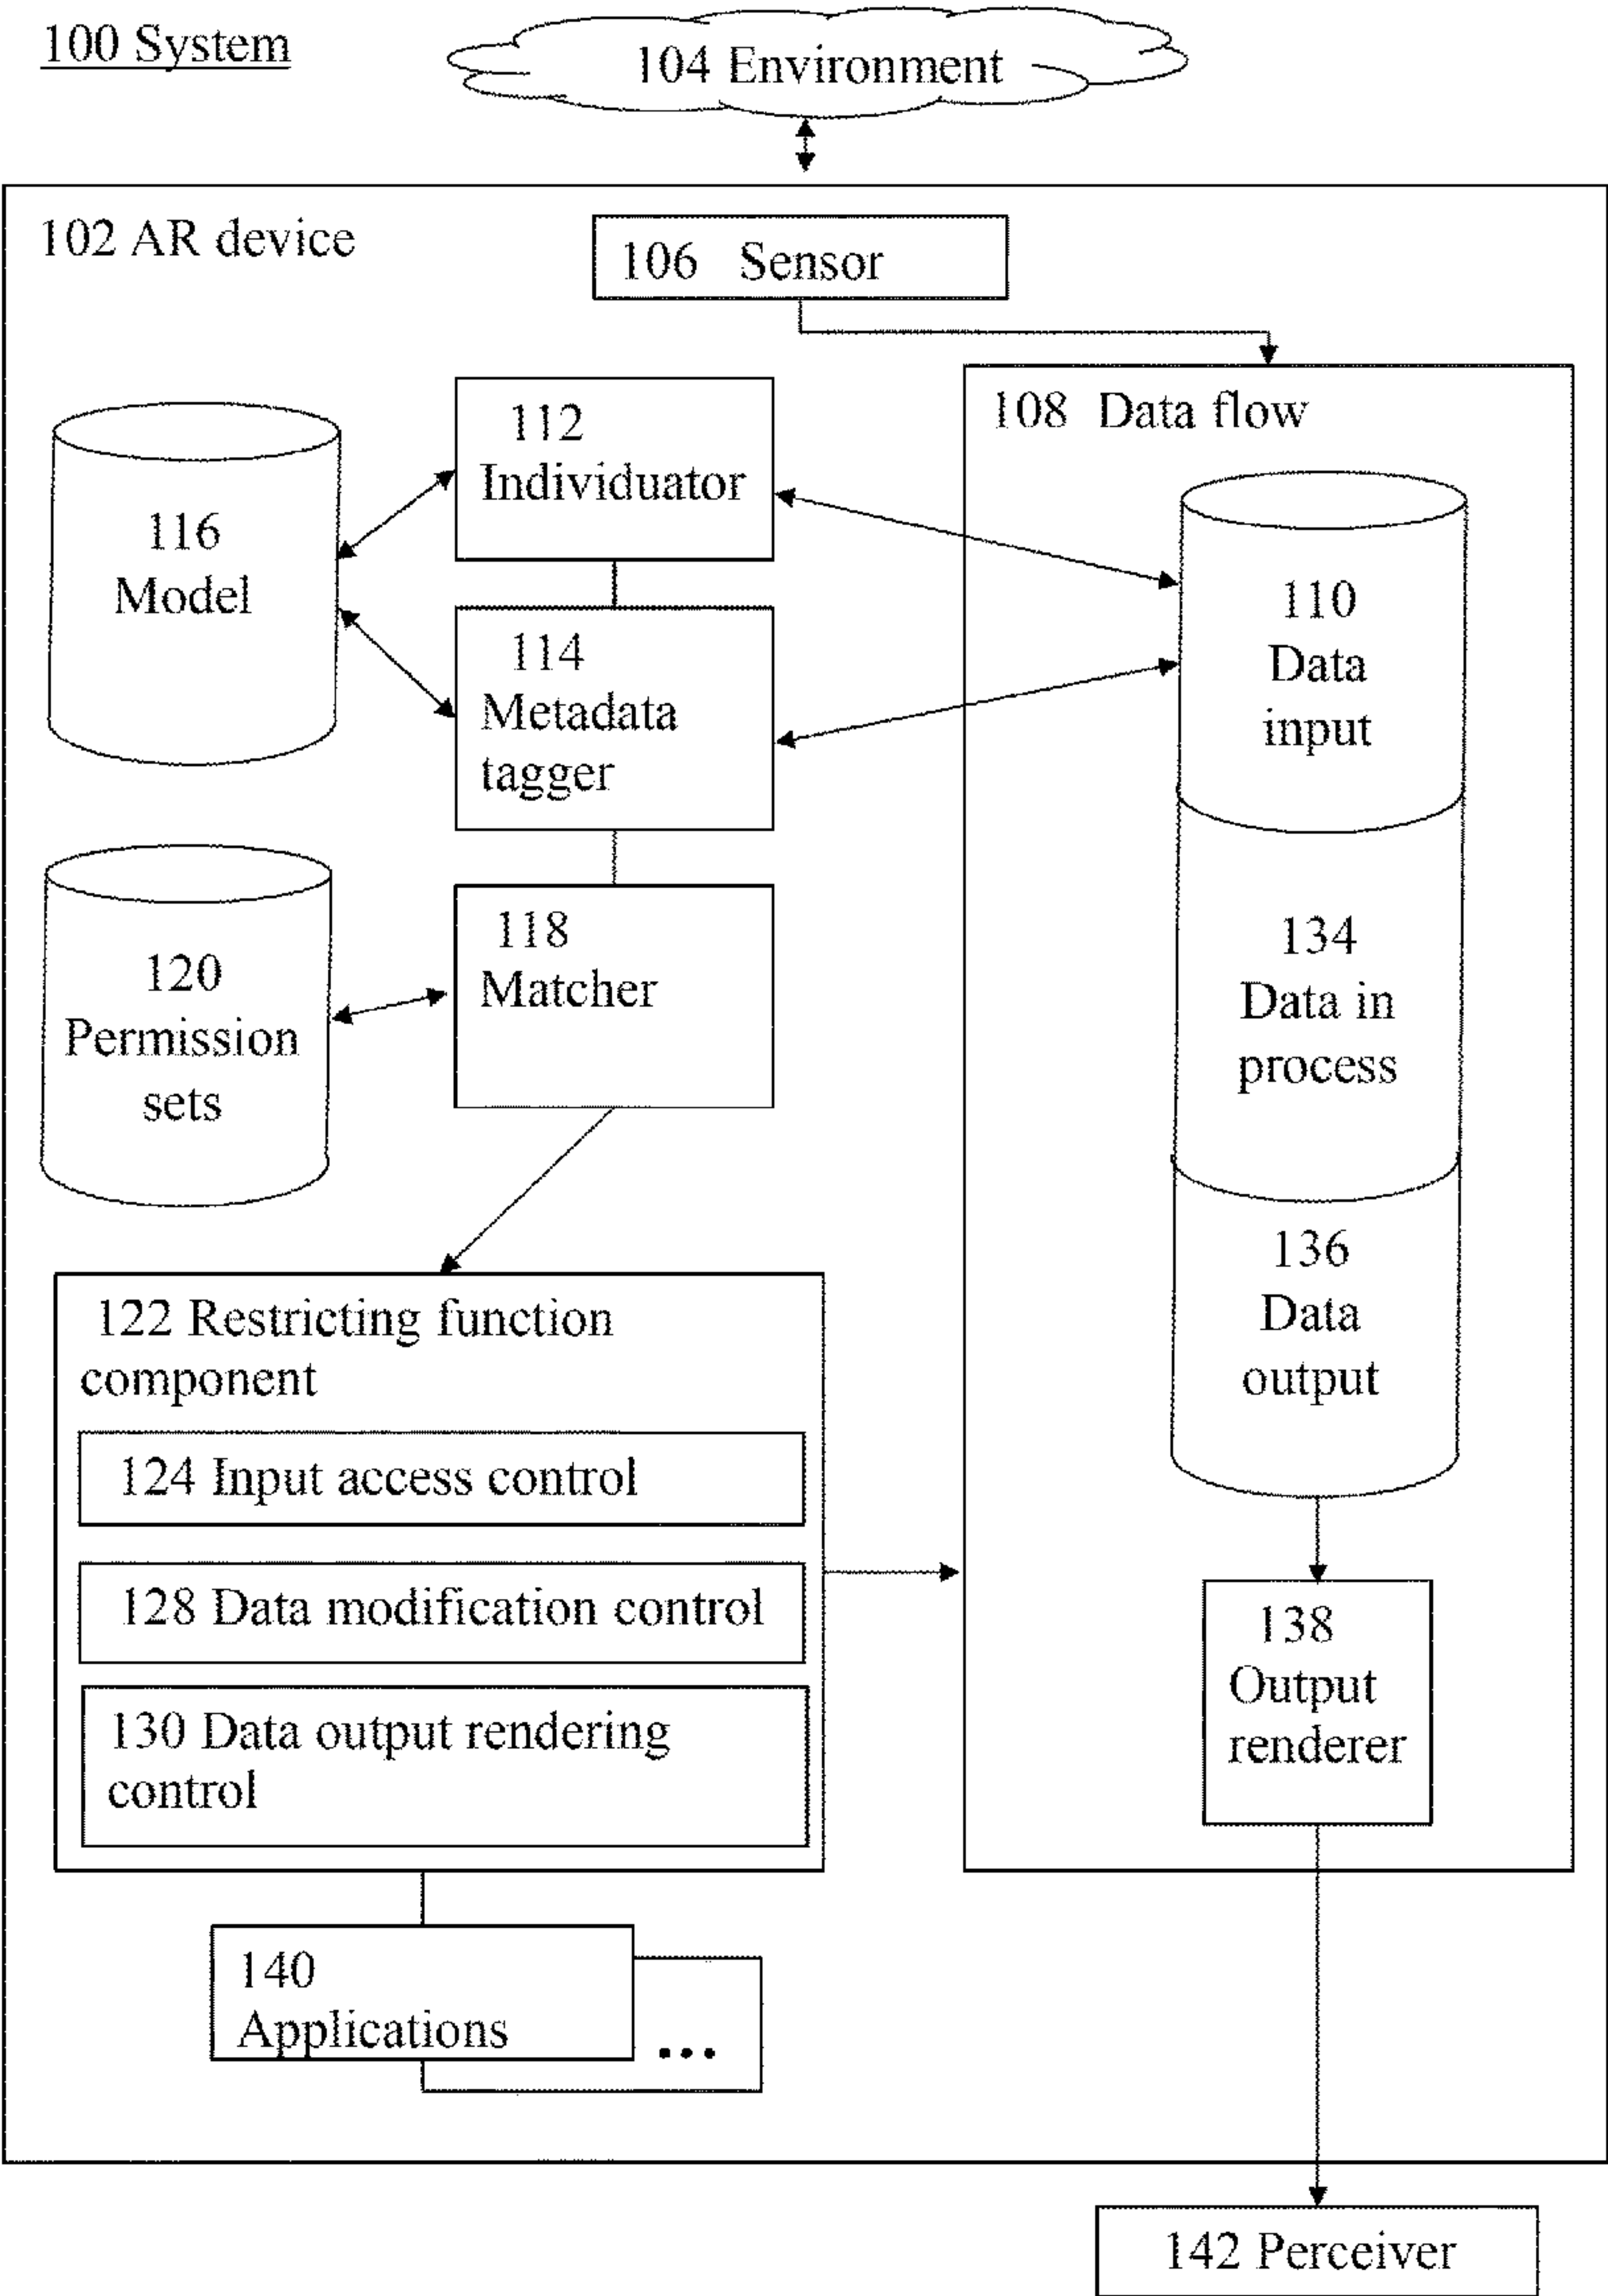 100 System
104 Environment
102 AR device
106 Sensor
108 Data flow
112
Individuator
116
Model
110
Data
input
114
Metadata
tagger
118
Matcher
120
Permission
sets
134
Data in
process
136
Data
output
122 Restricting function
component
124 Input access control
128 Data modification control
130 Data output rendering
control
138
Output
renderer
140
Applications
...
142 Perceiver